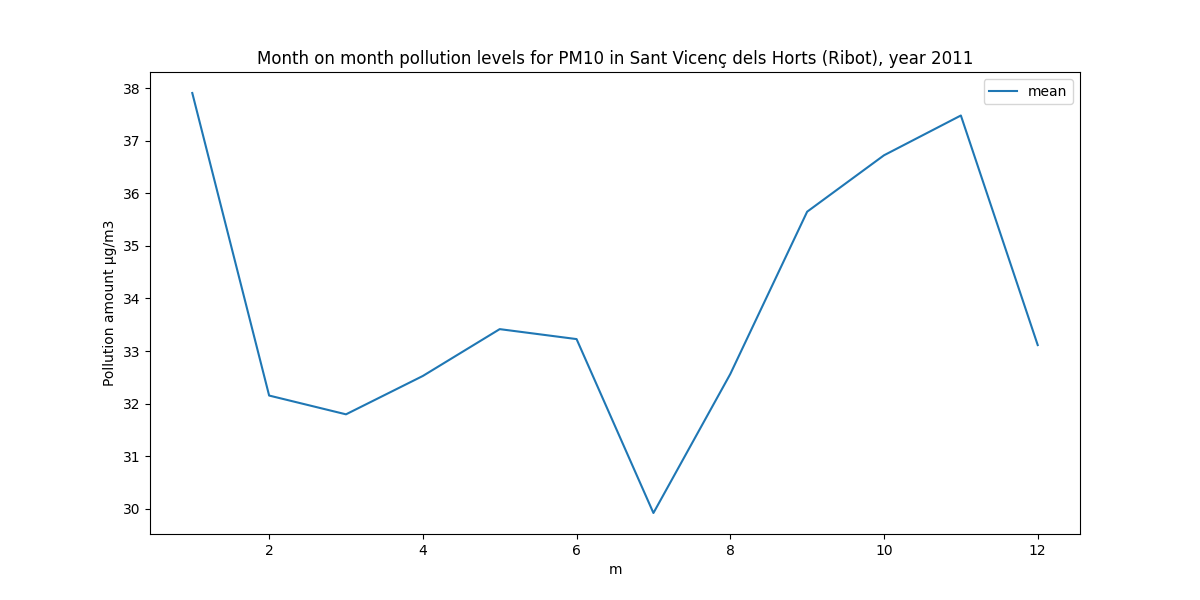 Month on month pollution levels for PM10 in Sant Vicenç dels Horts (Ribot), year 2011
mean
38
37
36
35
34
33
32
31
30
Pollution amount µg/m3
2 4 6 8 10 12
m